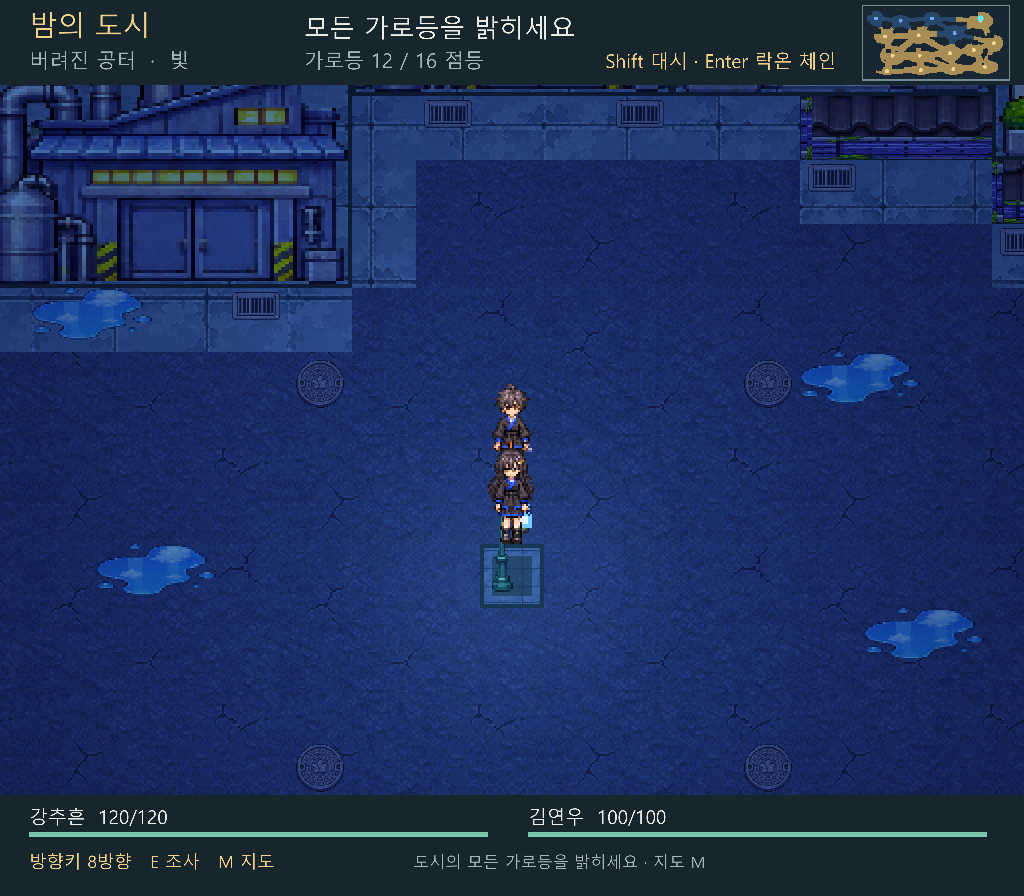 밤의 도시
모든 가로등을 밝히세요
버려진 공터 · 빛
가로등 12 / 16 점등
Shift 대시 · Enter 락온 체인
강추흔 120/120
김연우 100/100
방향키 8방향 E 조사 M 지도
도시의 모든 가로등을 밝히세요 · 지도 M